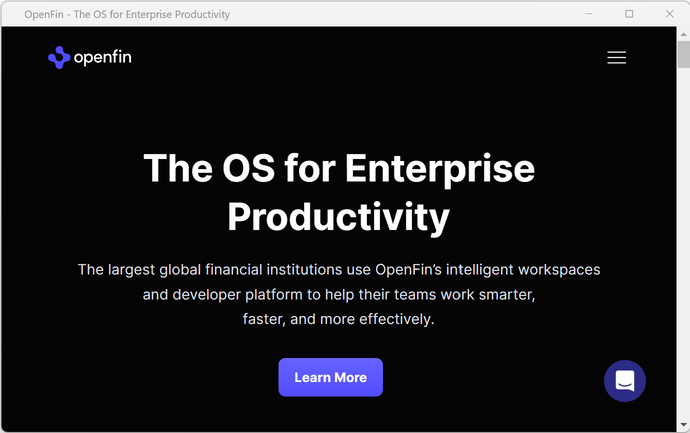 OpenFin - The OS for Enterprise Productivity
openfin
The OS for Enterprise
Productivity
The largest global financial institutions use OpenFin’s intelligent workspaces
and developer platform to help their teams work smarter,
faster, and more effectively.
Learn More